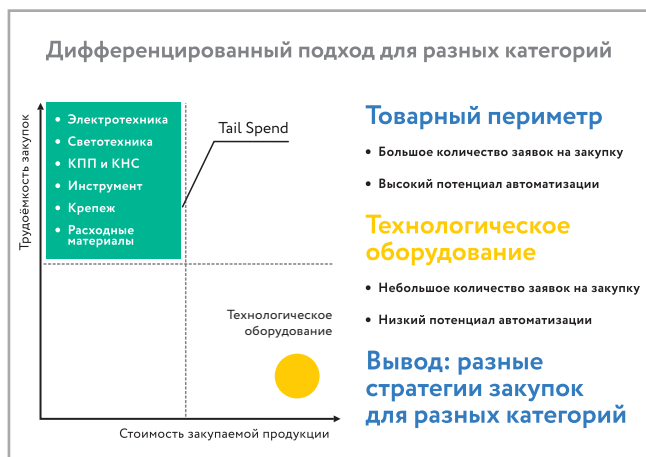 Дифференцированный подход для разных категорий
Трудоёмкость закупок
• Электротехника
• Светотехника
• КПП и КНС
• Инструмент
• Крепеж
• Расходные
материалы
Tail Spend
Технологическое
оборудование
Стоимость закупаемой продукции
Товарный периметр
• Большое количество заявок на закупку
• Высокий потенциал автоматизации
Технологическое
оборудование
• Небольшое количество заявок на закупку
• Низкий потенциал автоматизации
Вывод: разные
стратегии закупок
для разных категорий